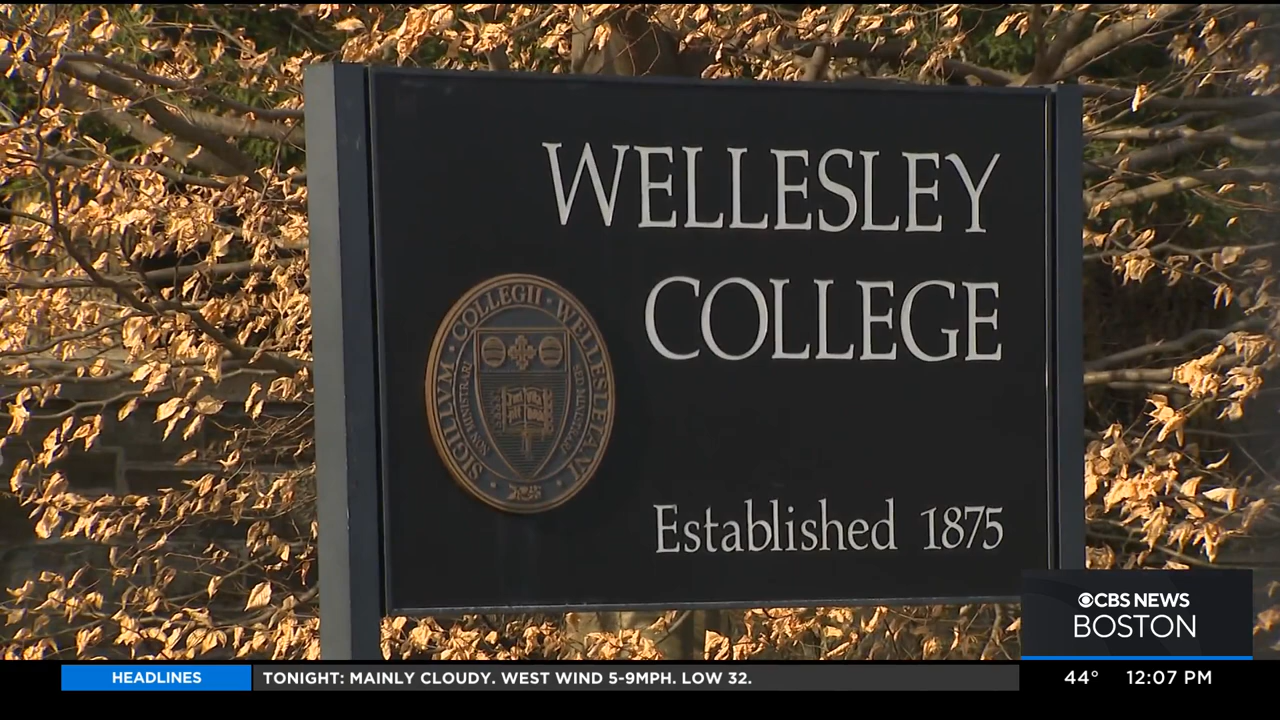 WELLESLEY
COLLEGE
SIGILLVM · COLLEGII · WELLESLEIANI
NON MINISTRARI
SED MINISTRARE
Established 1875
CBS NEWS
BOSTON
HEADLINES
TONIGHT: MAINLY CLOUDY. WEST WIND 5-9MPH. LOW 32.
44° 12:07 PM